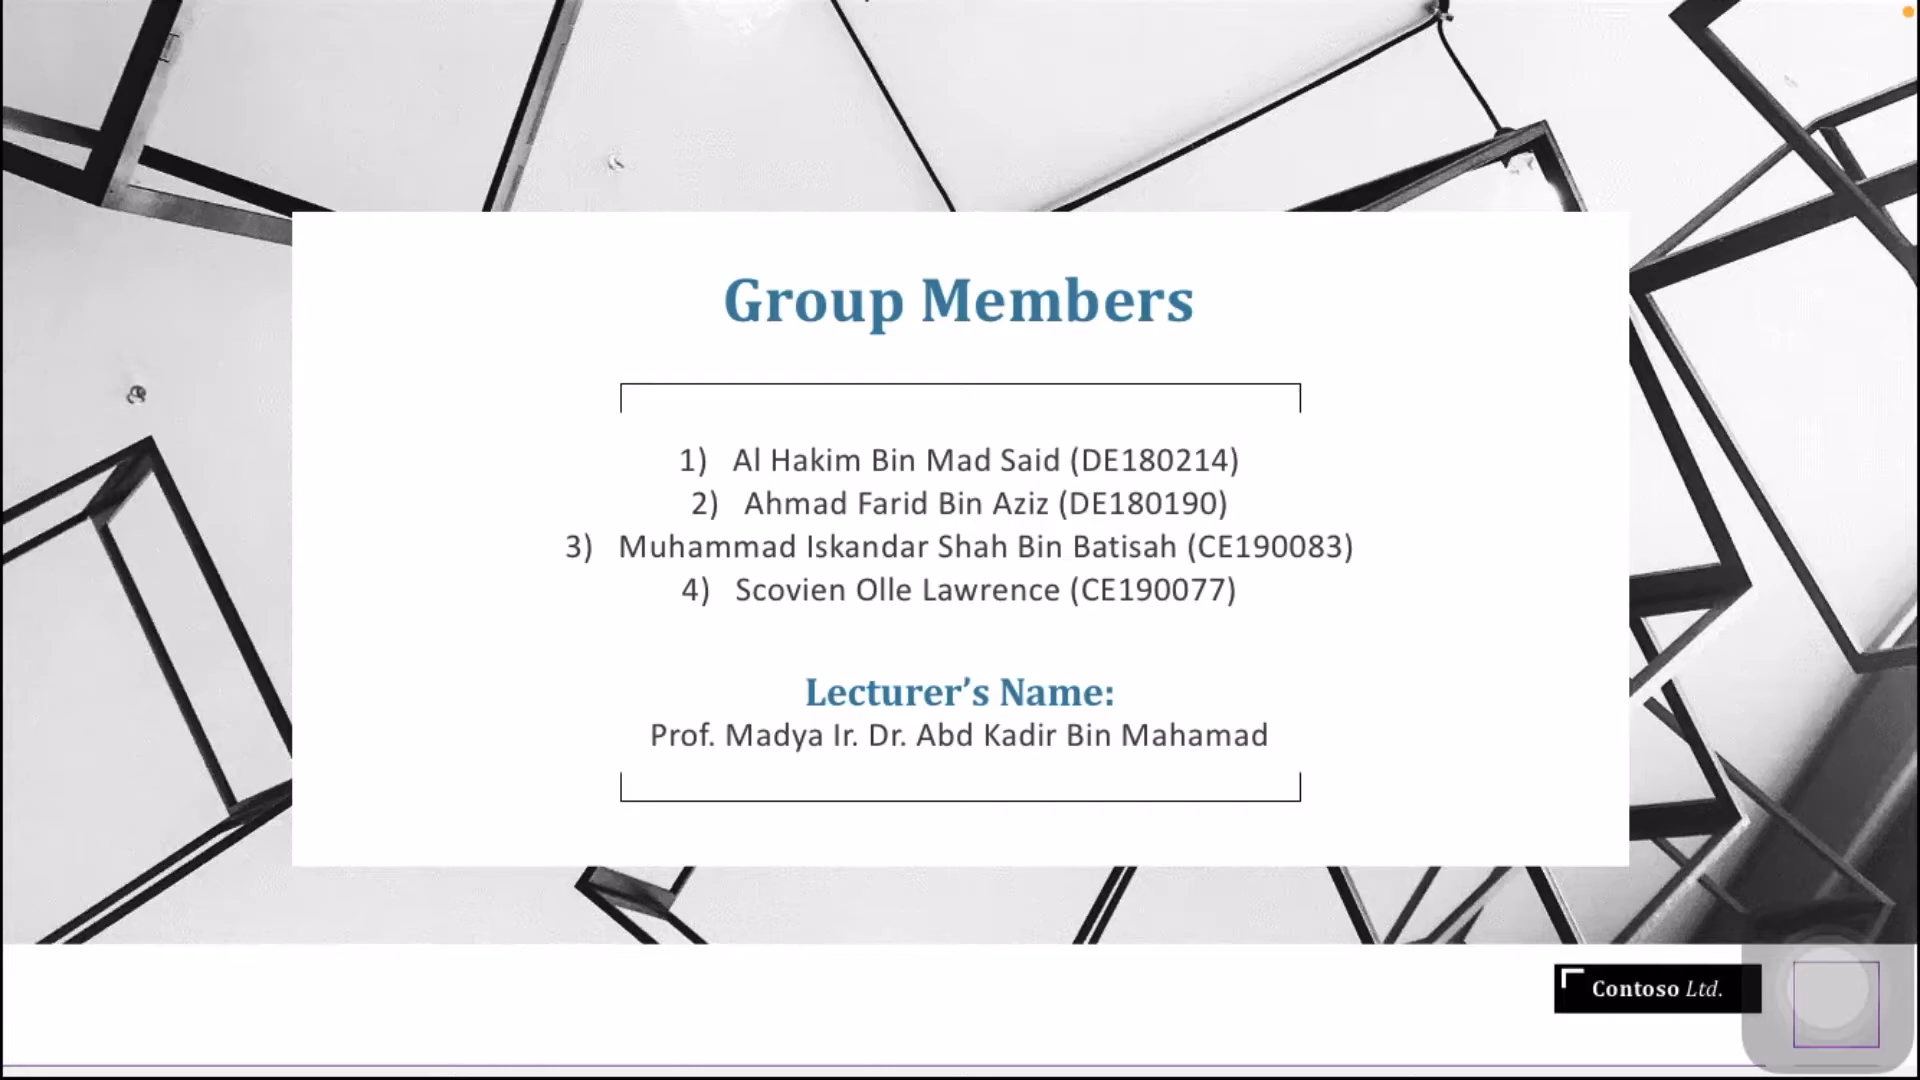 Group Members
1) Al Hakim Bin Mad Said (DE180214)
2) Ahmad Farid Bin Aziz (DE180190)
3) Muhammad Iskandar Shah Bin Batisah (CE190083)
4) Scovien Olle Lawrence (CE190077)
Lecturer’s Name:
Prof. Madya Ir. Dr. Abd Kadir Bin Mahamad
Contoso Ltd.